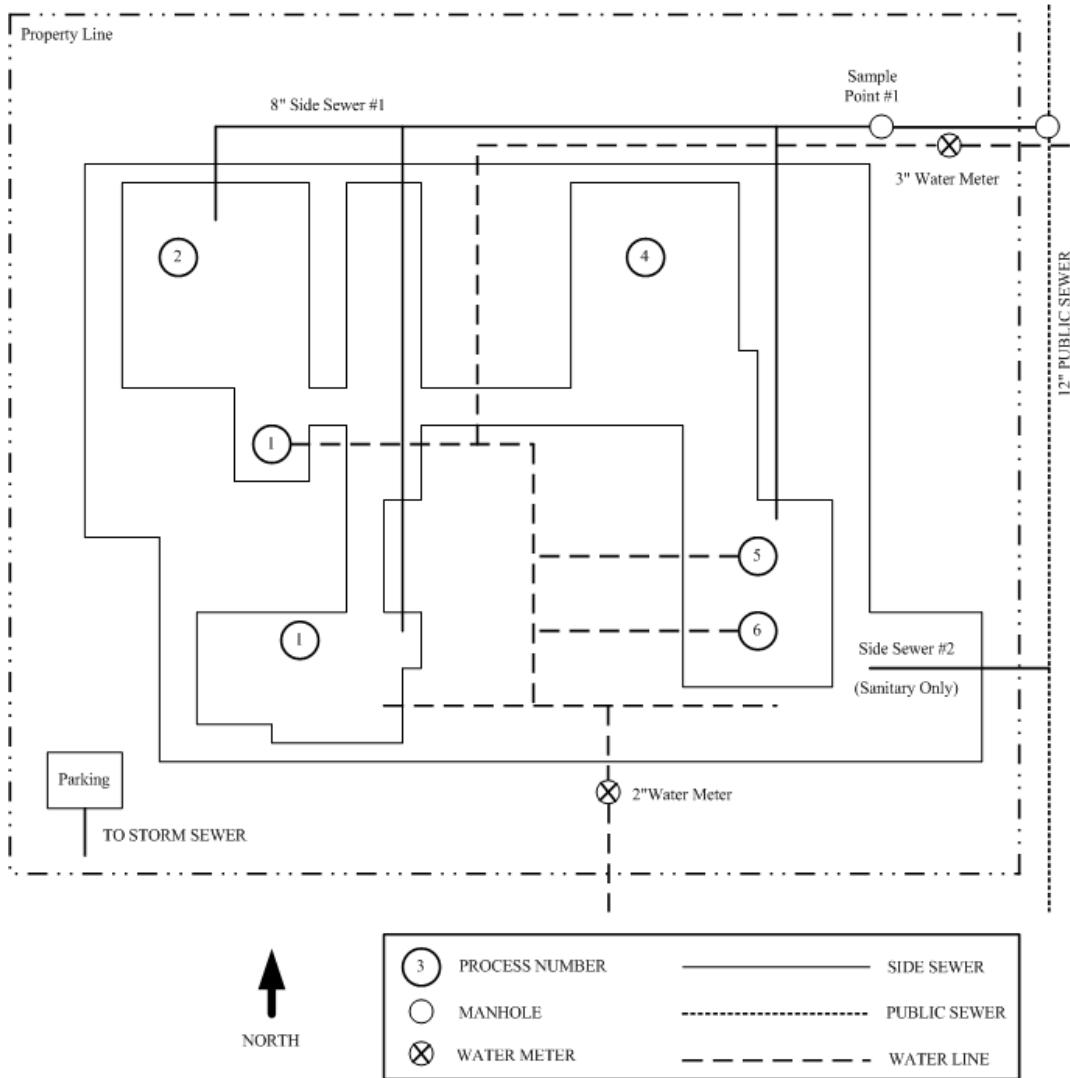 Property Line
Sample
Point #1
8" Side Sewer #1
3" Water Meter
2
4
12" PUBLIC SEWER
1
5
6
1
Side Sewer #2
(Sanitary Only)
Parking
2"Water Meter
TO STORM SEWER
NORTH
3 PROCESS NUMBER
SIDE SEWER
MANHOLE
PUBLIC SEWER
WATER METER
WATER LINE